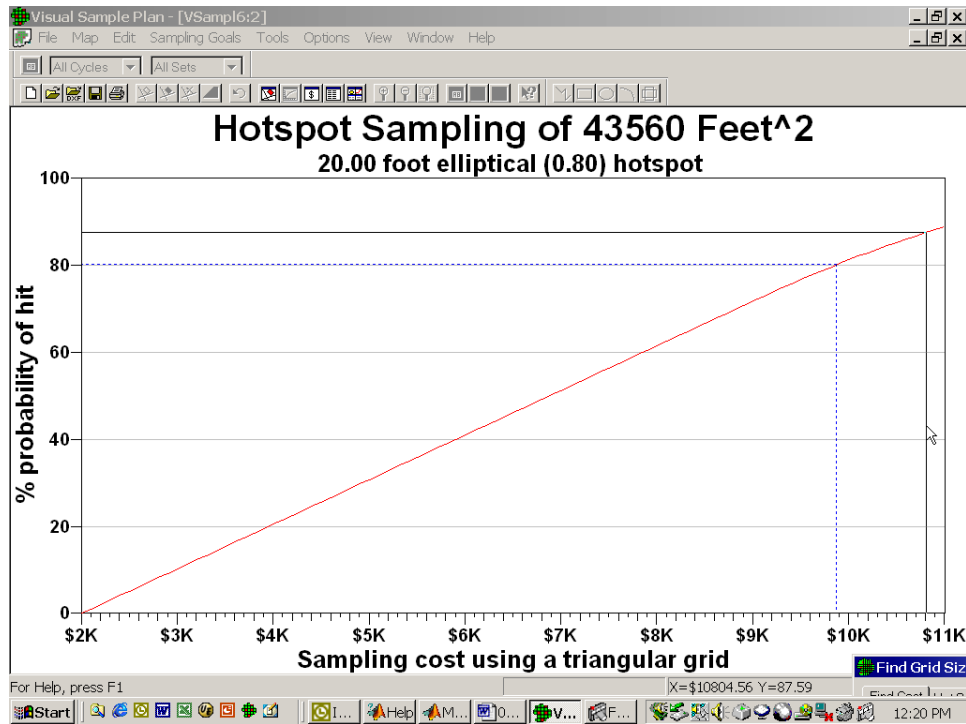 Visual Sample Plan - [VSampl6:2]
File Map Edit Sampling Goals Tools Options View Window Help
All Cycles All Sets
Hotspot Sampling of 43560 Feet^2
20.00 foot elliptical (0.80) hotspot
100
80
60
40
20
0
% probability of hit
$2K $3K $4K $5K $6K $7K $8K $9K $10K $11K
Sampling cost using a triangular grid
Find Grid Siz
For Help, press F1
X=$10804.56 Y=87.59
Start I... Help M... 0... V... F... 12:20 PM